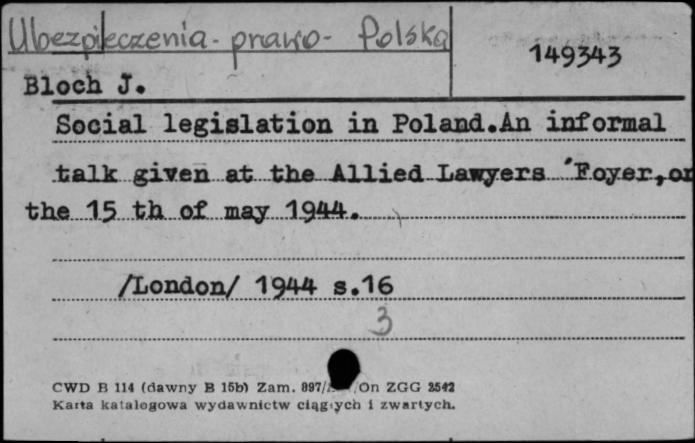 Ubezpieczenia - prawo - Polska
149343
Bloch J.
Social legislation in Poland.An informal
talk given at the Allied Lawyers 'Foyer,on
the 15 th of may 1944.
/London/ 1944 s.16
3
CWD B 114 (dawny B 15b) Zam. 897/ /On ZGG 2542
Karta katalogowa wydawnictw ciągłych i zwartych.